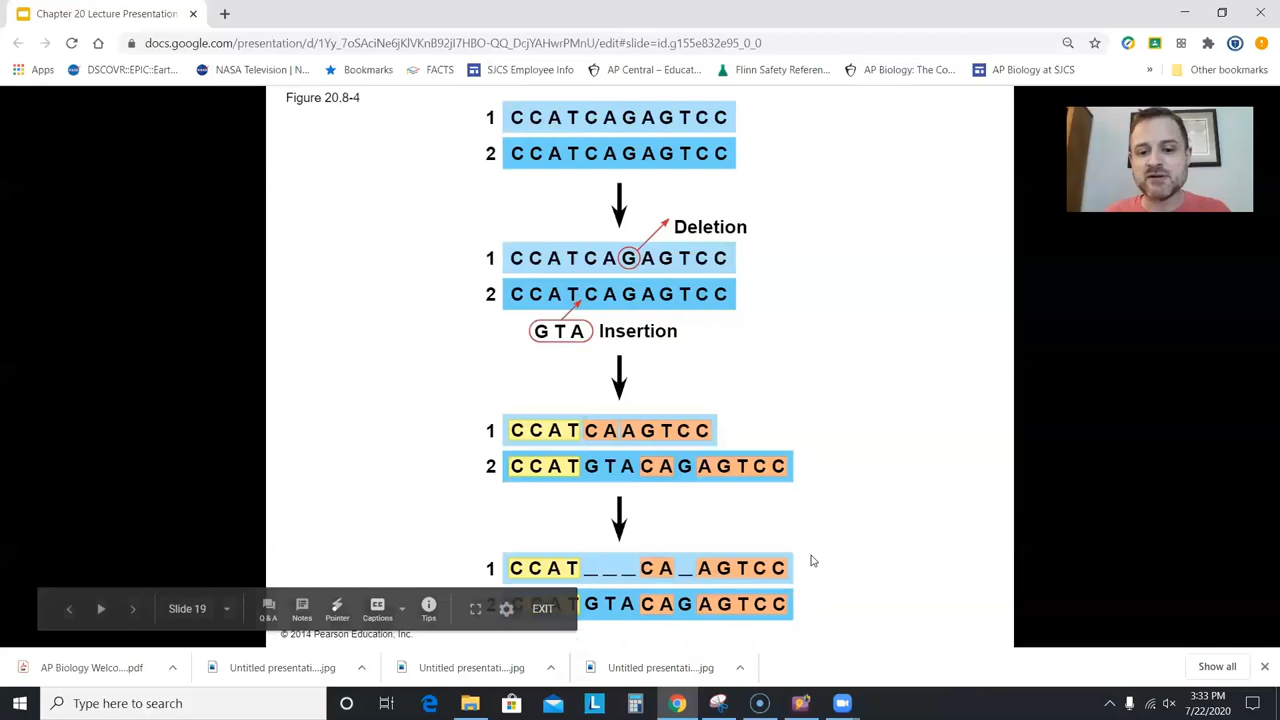 Chapter 20 Lecture Presentation
docs.google.com/presentation/d/1Yy_7oSAciNe6jKlVKnB92il7HBO-QQ_DcjYAHwrPMnU/edit#slide=id.g155e832e95_0_0
Apps DSCOVR::EPIC::Eart... NASA Television | N... Bookmarks FACTS SJCS Employee Info AP Central – Educat... Flinn Safety Referen... AP Biology: The Co... AP Biology at SJCS » Other bookmarks
Figure 20.8-4
1 C C A T C A G A G T C C
2 C C A T C A G A G T C C
Deletion
1 C C A T C A G A G T C C
2 C C A T C A G A G T C C
G T A Insertion
1 C C A T C A A G T C C
2 C C A T G T A C A G A G T C C
1 C C A T _ _ _ C A _ A G T C C
2 C C A T G T A C A G A G T C C
Slide 19 Q & A Notes Pointer Captions Tips EXIT
© 2014 Pearson Education, Inc.
AP Biology Welco....pdf Untitled presentati....jpg Untitled presentati....jpg Untitled presentati....jpg Show all
Type here to search
3:33 PM
7/22/2020